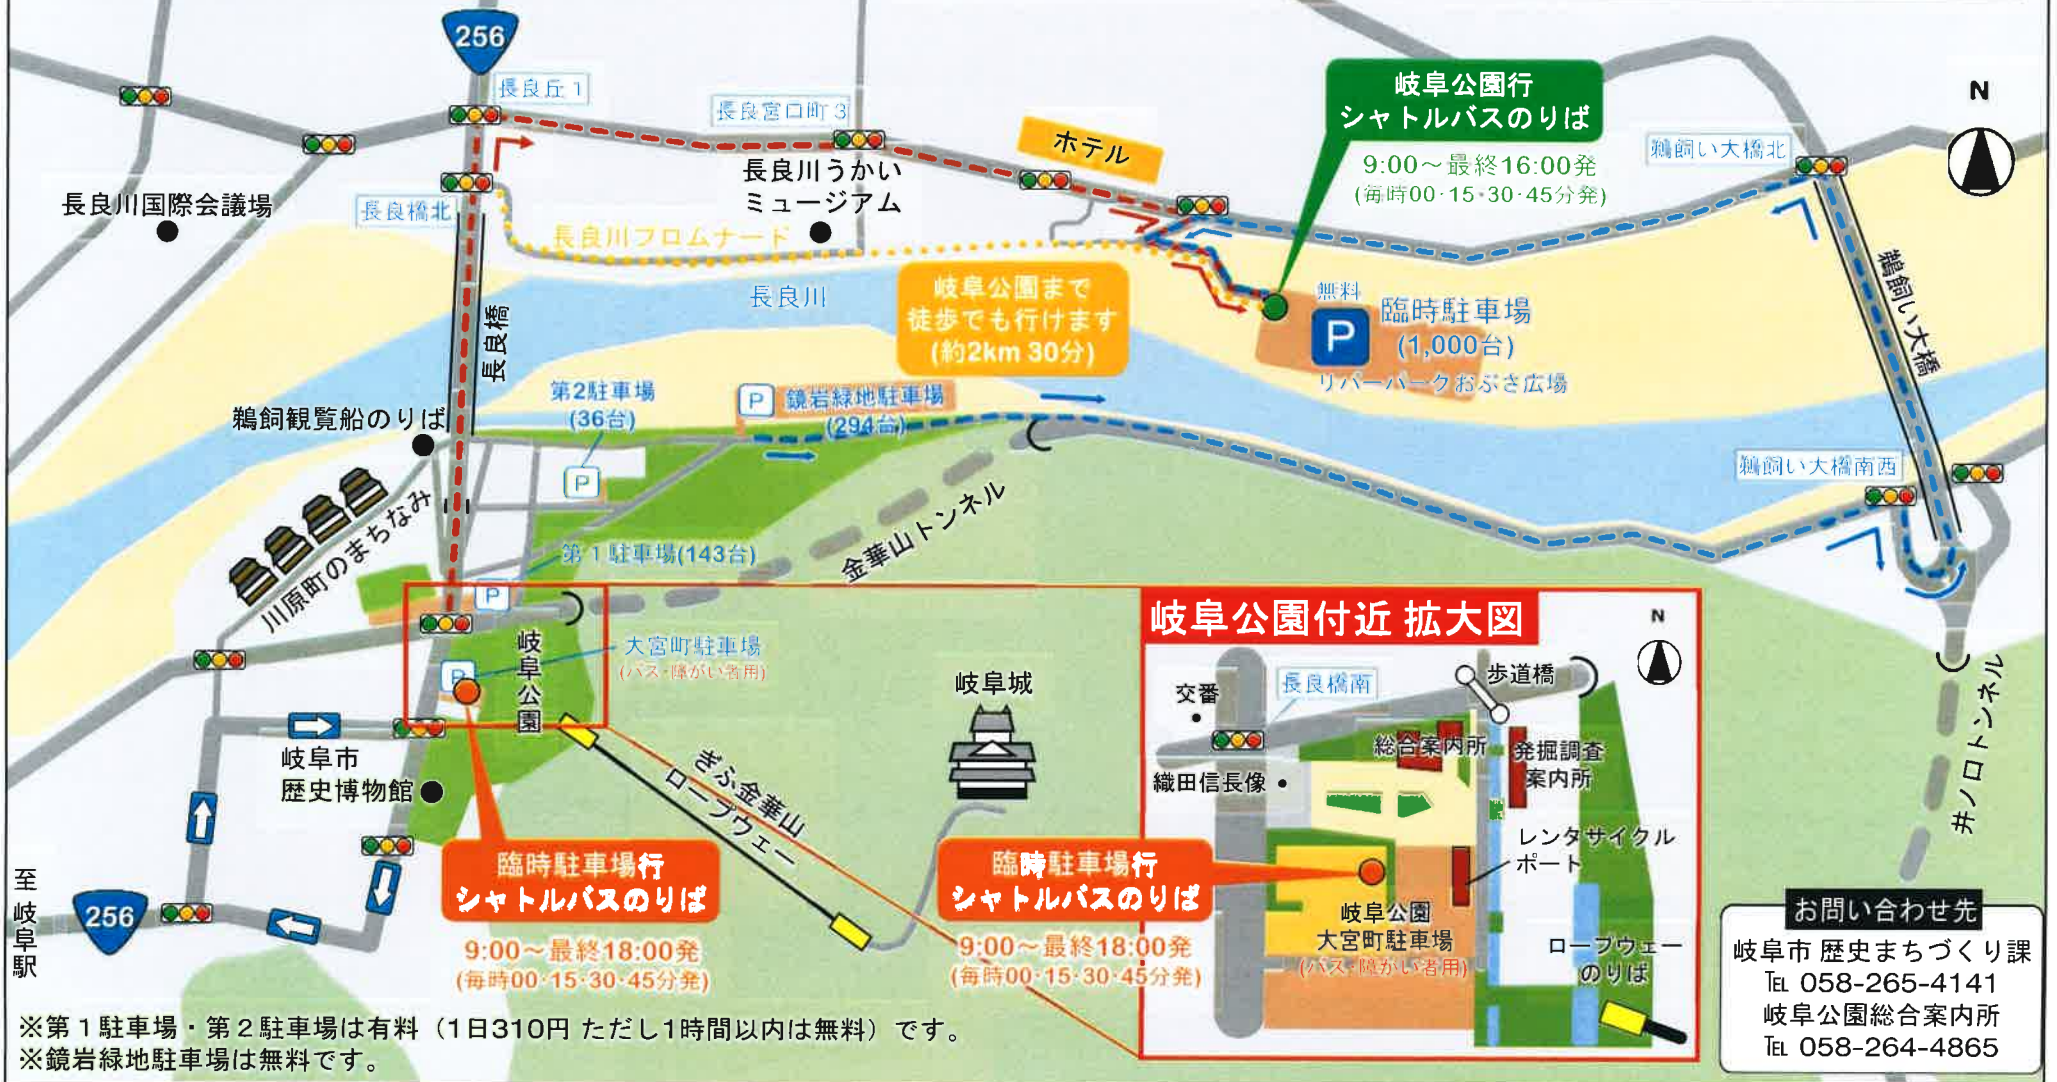 256
長良丘1
長良宮口町3
ホテル
岐阜公園行
シャトルバスのりば
9:00～最終16:00発
(毎時00・15・30・45分発)
鵜飼い大橋北
N
長良川国際会議場
長良橋北
長良川うかい
ミュージアム
長良川プロムナード
長良川
長良橋
岐阜公園まで
徒歩でも行けます
(約2km 30分)
無料
P
臨時駐車場
(1,000台)
リバーパークおぶさ広場
鵜飼い大橋
鵜飼観覧船のりば
第2駐車場
(36台)
P
P
鏡岩緑地駐車場
(294台)
鵜飼い大橋南西
川原町のまちなみ
第1駐車場(143台)
金華山トンネル
P
大宮町駐車場
(バス・障がい者用)
P
岐阜公園
岐阜城
岐阜市
歴史博物館
ぎふ金華山
ロープウェー
井ノ口トンネル
岐阜公園付近 拡大図
N
交番
長良橋南
歩道橋
総合案内所
発掘調査
案内所
織田信長像
レンタサイクル
ポート
岐阜公園
大宮町駐車場
(バス・障がい者用)
ロープウェー
のりば
臨時駐車場行
シャトルバスのりば
9:00～最終18:00発
(毎時00・15・30・45分発)
臨時駐車場行
シャトルバスのりば
9:00～最終18:00発
(毎時00・15・30・45分発)
至岐阜駅
256
お問い合わせ先
岐阜市 歴史まちづくり課
℡ 058-265-4141
岐阜公園総合案内所
℡ 058-264-4865
※第1駐車場・第2駐車場は有料（1日310円 ただし1時間以内は無料）です。
※鏡岩緑地駐車場は無料です。